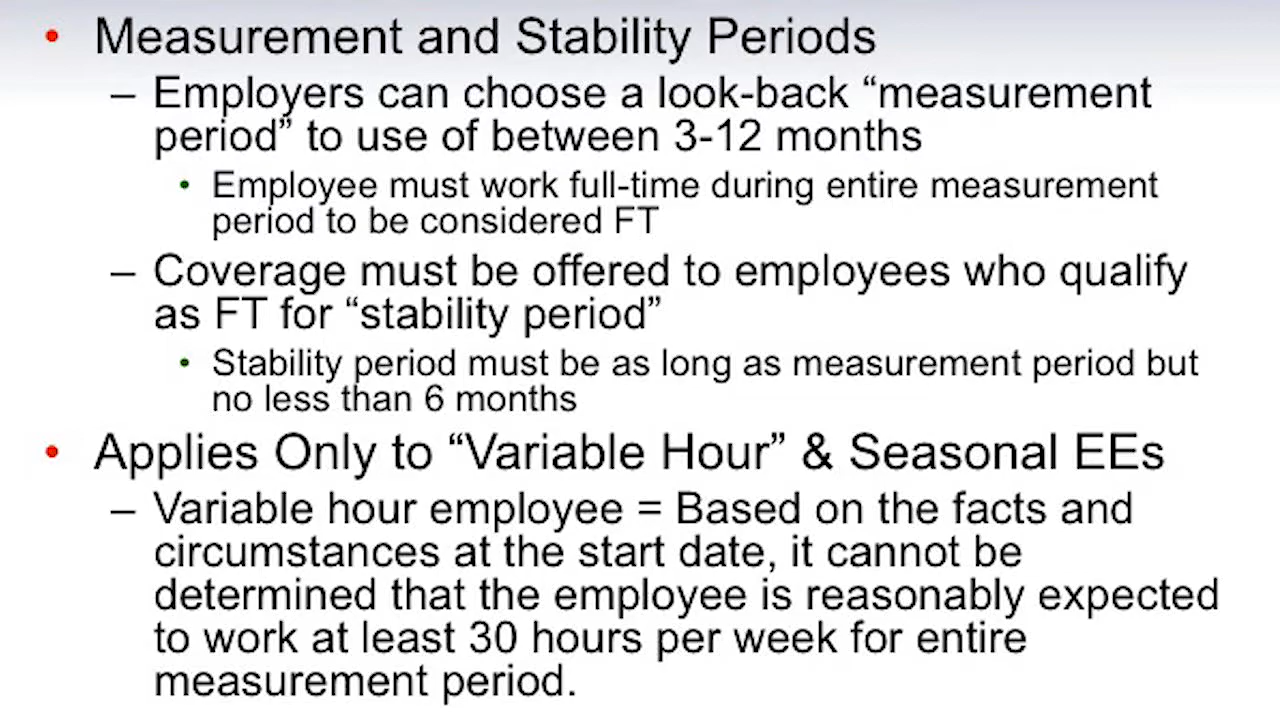 • Measurement and Stability Periods
– Employers can choose a look-back “measurement
period” to use of between 3-12 months
• Employee must work full-time during entire measurement
period to be considered FT
– Coverage must be offered to employees who qualify
as FT for “stability period”
• Stability period must be as long as measurement period but
no less than 6 months
• Applies Only to “Variable Hour” & Seasonal EEs
– Variable hour employee = Based on the facts and
circumstances at the start date, it cannot be
determined that the employee is reasonably expected
to work at least 30 hours per week for entire
measurement period.